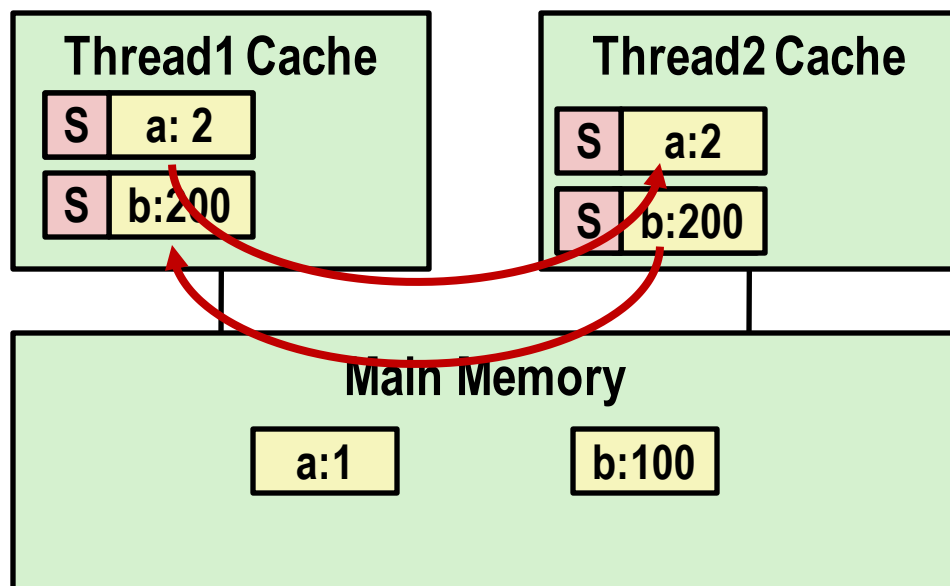 Thread1 Cache
S a: 2
S b:200
Thread2 Cache
S a:2
S b:200
Main Memory
a:1
b:100